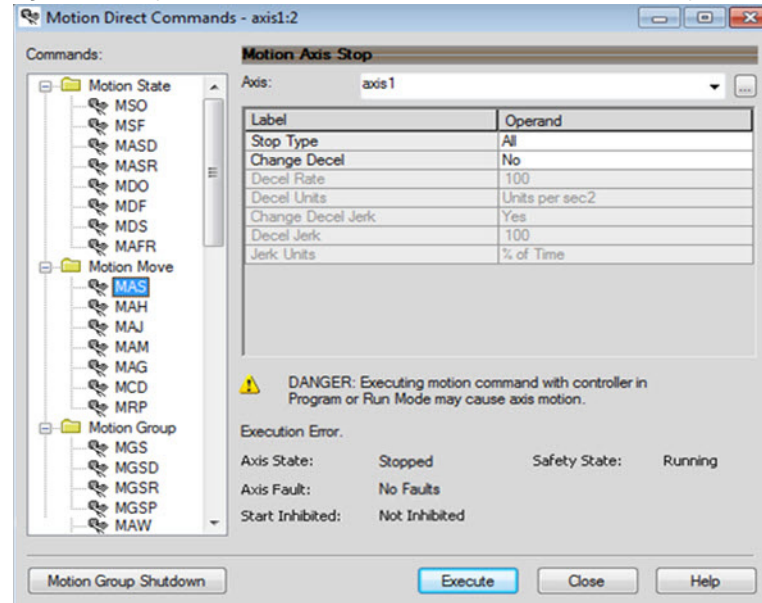 Motion Direct Commands - axis1:2
Commands:
Motion State
MSO
MSF
MASD
MASR
MDO
MDF
MDS
MAFR
Motion Move
MAS
MAH
MAJ
MAM
MAG
MCD
MRP
Motion Group
MGS
MGSD
MGSR
MGSP
MAW
Motion Axis Stop
Axis: axis1 ...
Label Operand
Stop Type All
Change Decel No
Decel Rate 100
Decel Units Units per sec2
Change Decel Jerk Yes
Decel Jerk 100
Jerk Units % of Time
DANGER: Executing motion command with controller in
Program or Run Mode may cause axis motion.
Execution Error.
Axis State: Stopped Safety State: Running
Axis Fault: No Faults
Start Inhibited: Not Inhibited
Motion Group Shutdown Execute Close Help